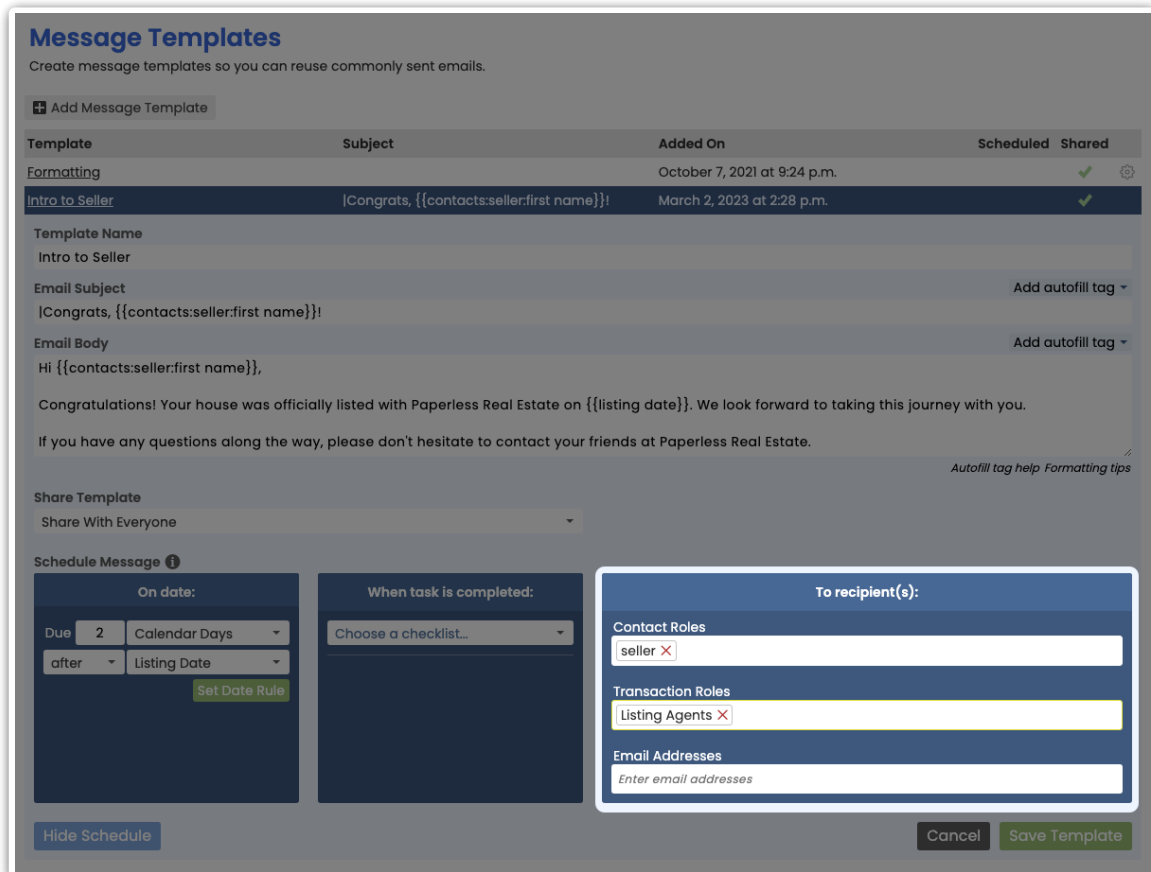 Message Templates
Create message templates so you can reuse commonly sent emails.
Add Message Template
Template Subject Added On Scheduled Shared
Formatting October 7, 2021 at 9:24 p.m.
Intro to Seller |Congrats, {{contacts:seller:first name}}! March 2, 2023 at 2:28 p.m.
Template Name
Intro to Seller
Email Subject Add autofill tag
|Congrats, {{contacts:seller:first name}}!
Email Body Add autofill tag
Hi {{contacts:seller:first name}},
Congratulations! Your house was officially listed with Paperless Real Estate on {{listing date}}. We look forward to taking this journey with you.
If you have any questions along the way, please don't hesitate to contact your friends at Paperless Real Estate.
Autofill tag help Formatting tips
Share Template
Share With Everyone
Schedule Message
On date:
Due 2 Calendar Days
after Listing Date
Set Date Rule
When task is completed:
Choose a checklist...
To recipient(s):
Contact Roles
seller
Transaction Roles
Listing Agents
Email Addresses
Enter email addresses
Hide Schedule Cancel Save Template